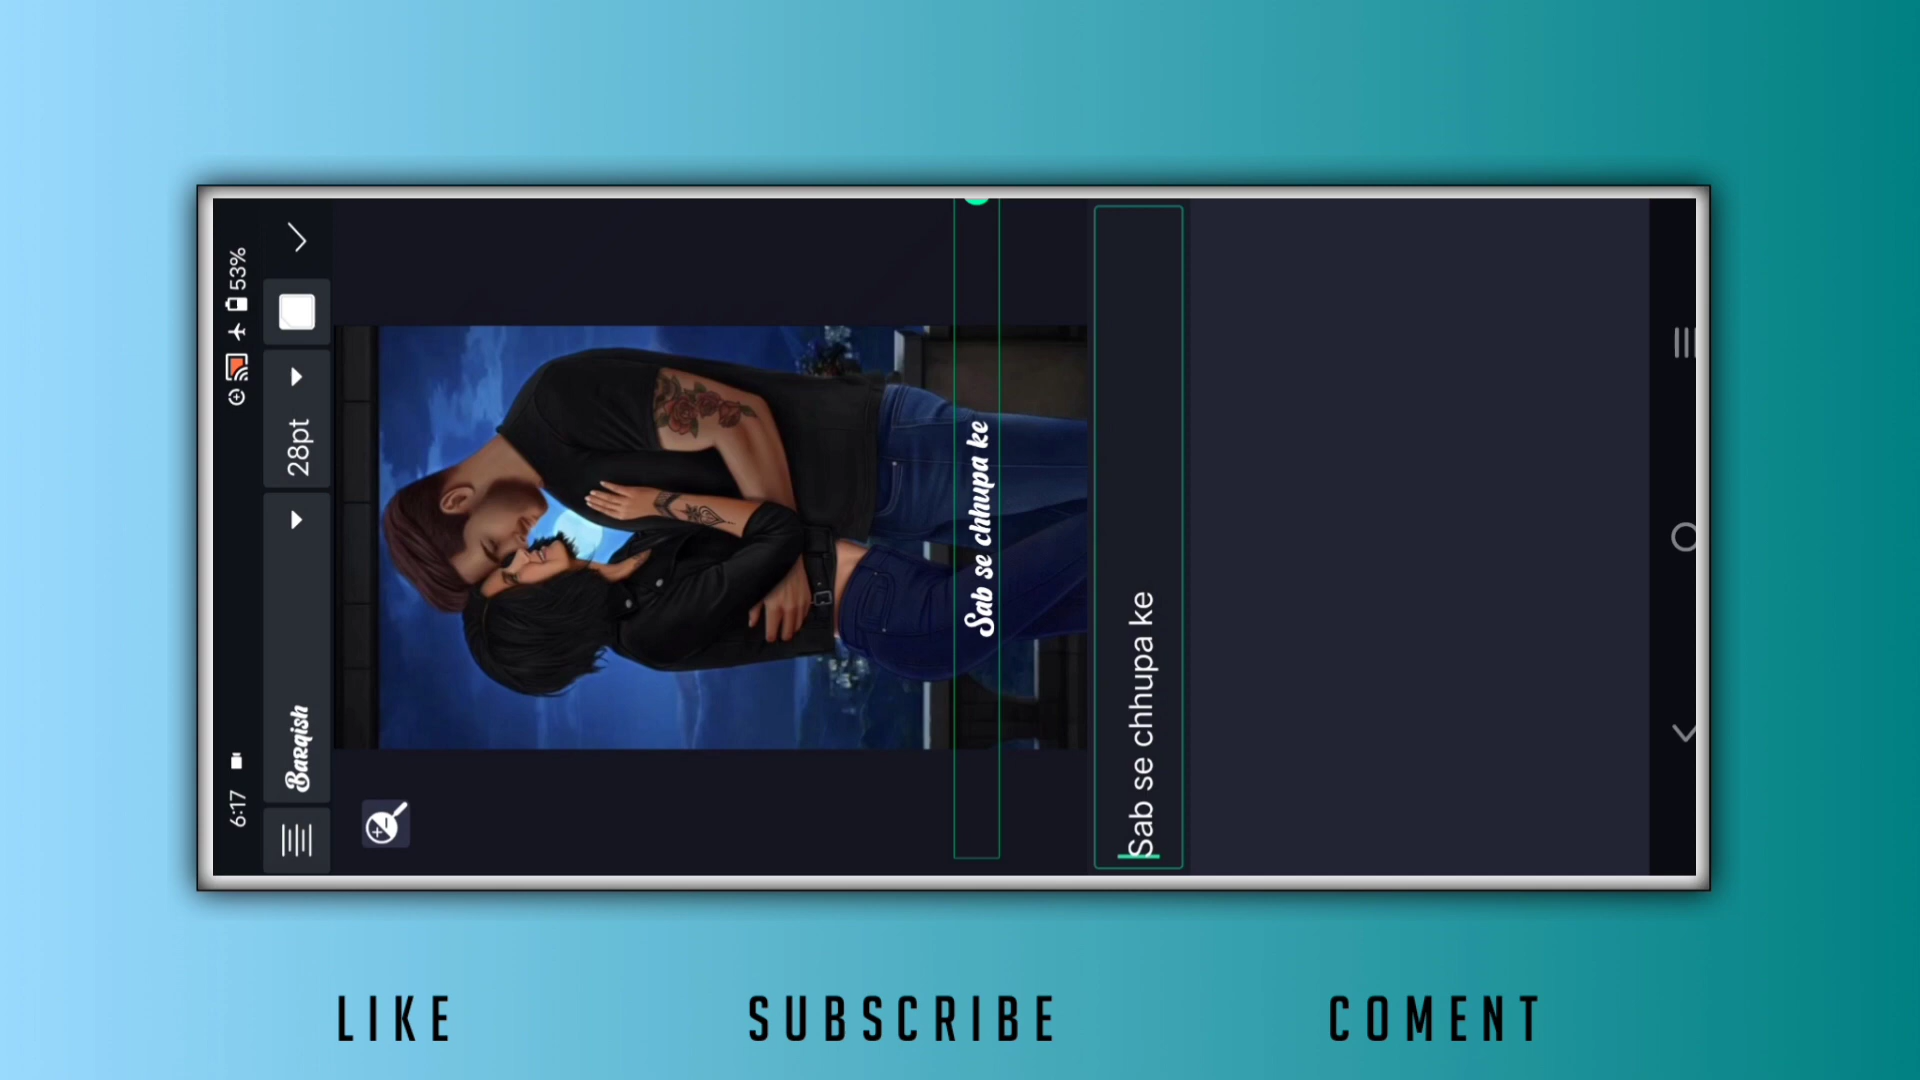 6:17
53%
Barqish
28pt
Sab se chhupa ke
Sab se chhupa ke
LIKE
SUBSCRIBE
COMENT